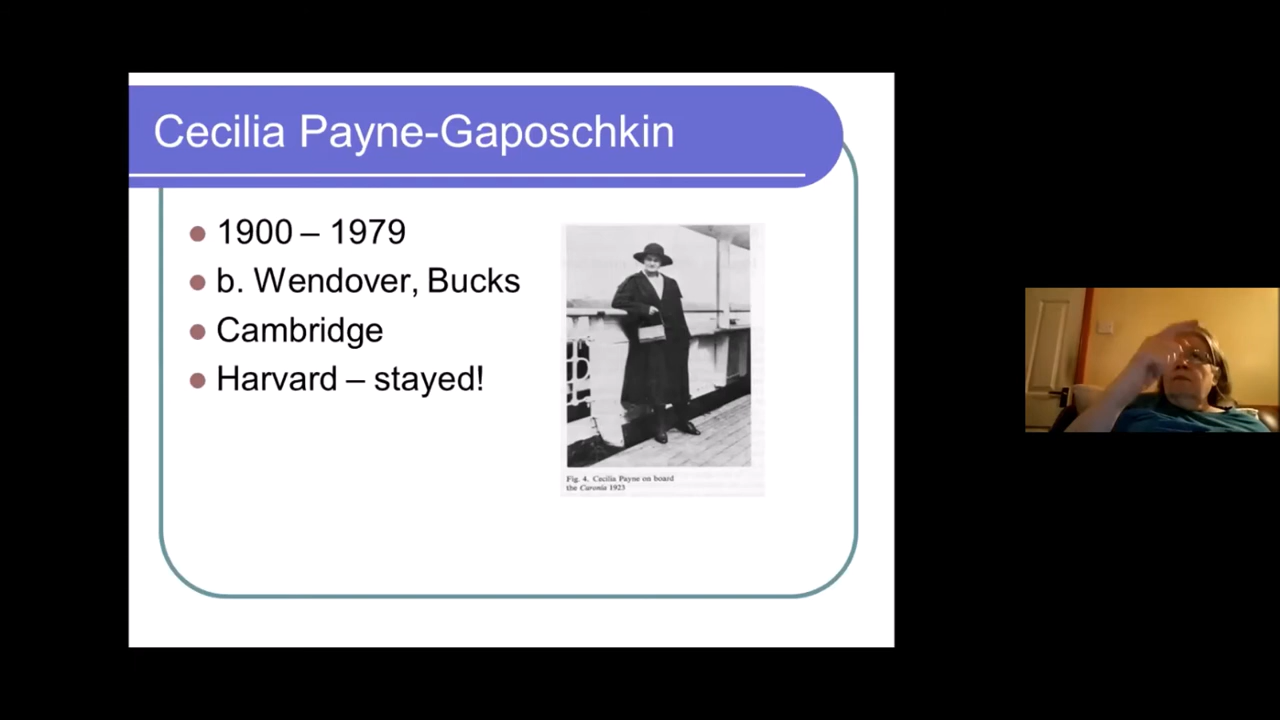 Cecilia Payne-Gaposchkin
1900 – 1979
b. Wendover, Bucks
Cambridge
Harvard – stayed!
Fig. 4. Cecilia Payne on board
the Caronia 1923